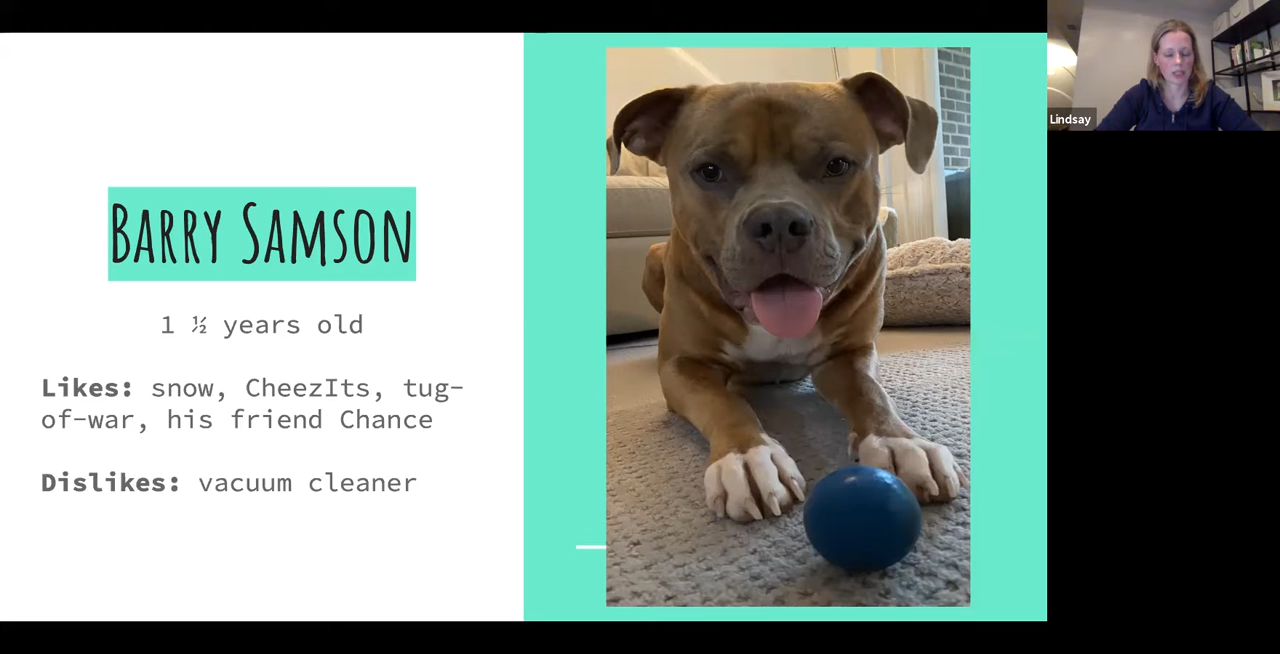 Barry Samson
1 ½ years old
Likes: snow, CheezIts, tug-
of-war, his friend Chance
Dislikes: vacuum cleaner
Lindsay